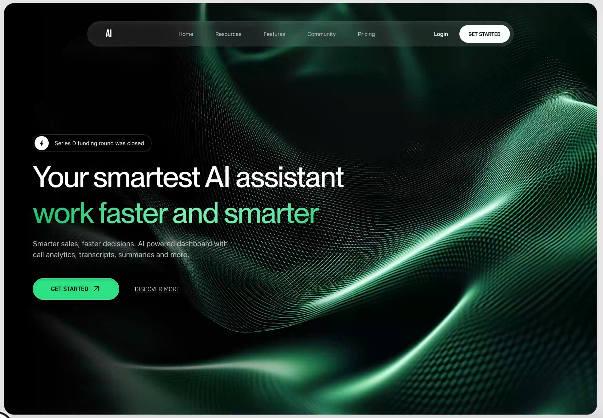 AI
Home Resources Features Community Pricing Login GET STARTED
Series D funding round was closed
Your smartest AI assistant
work faster and smarter
Smarter sales, faster decisions. AI powered dashboard with
call analytics, transcripts, summaries and more.
GET STARTED DISCOVER MORE